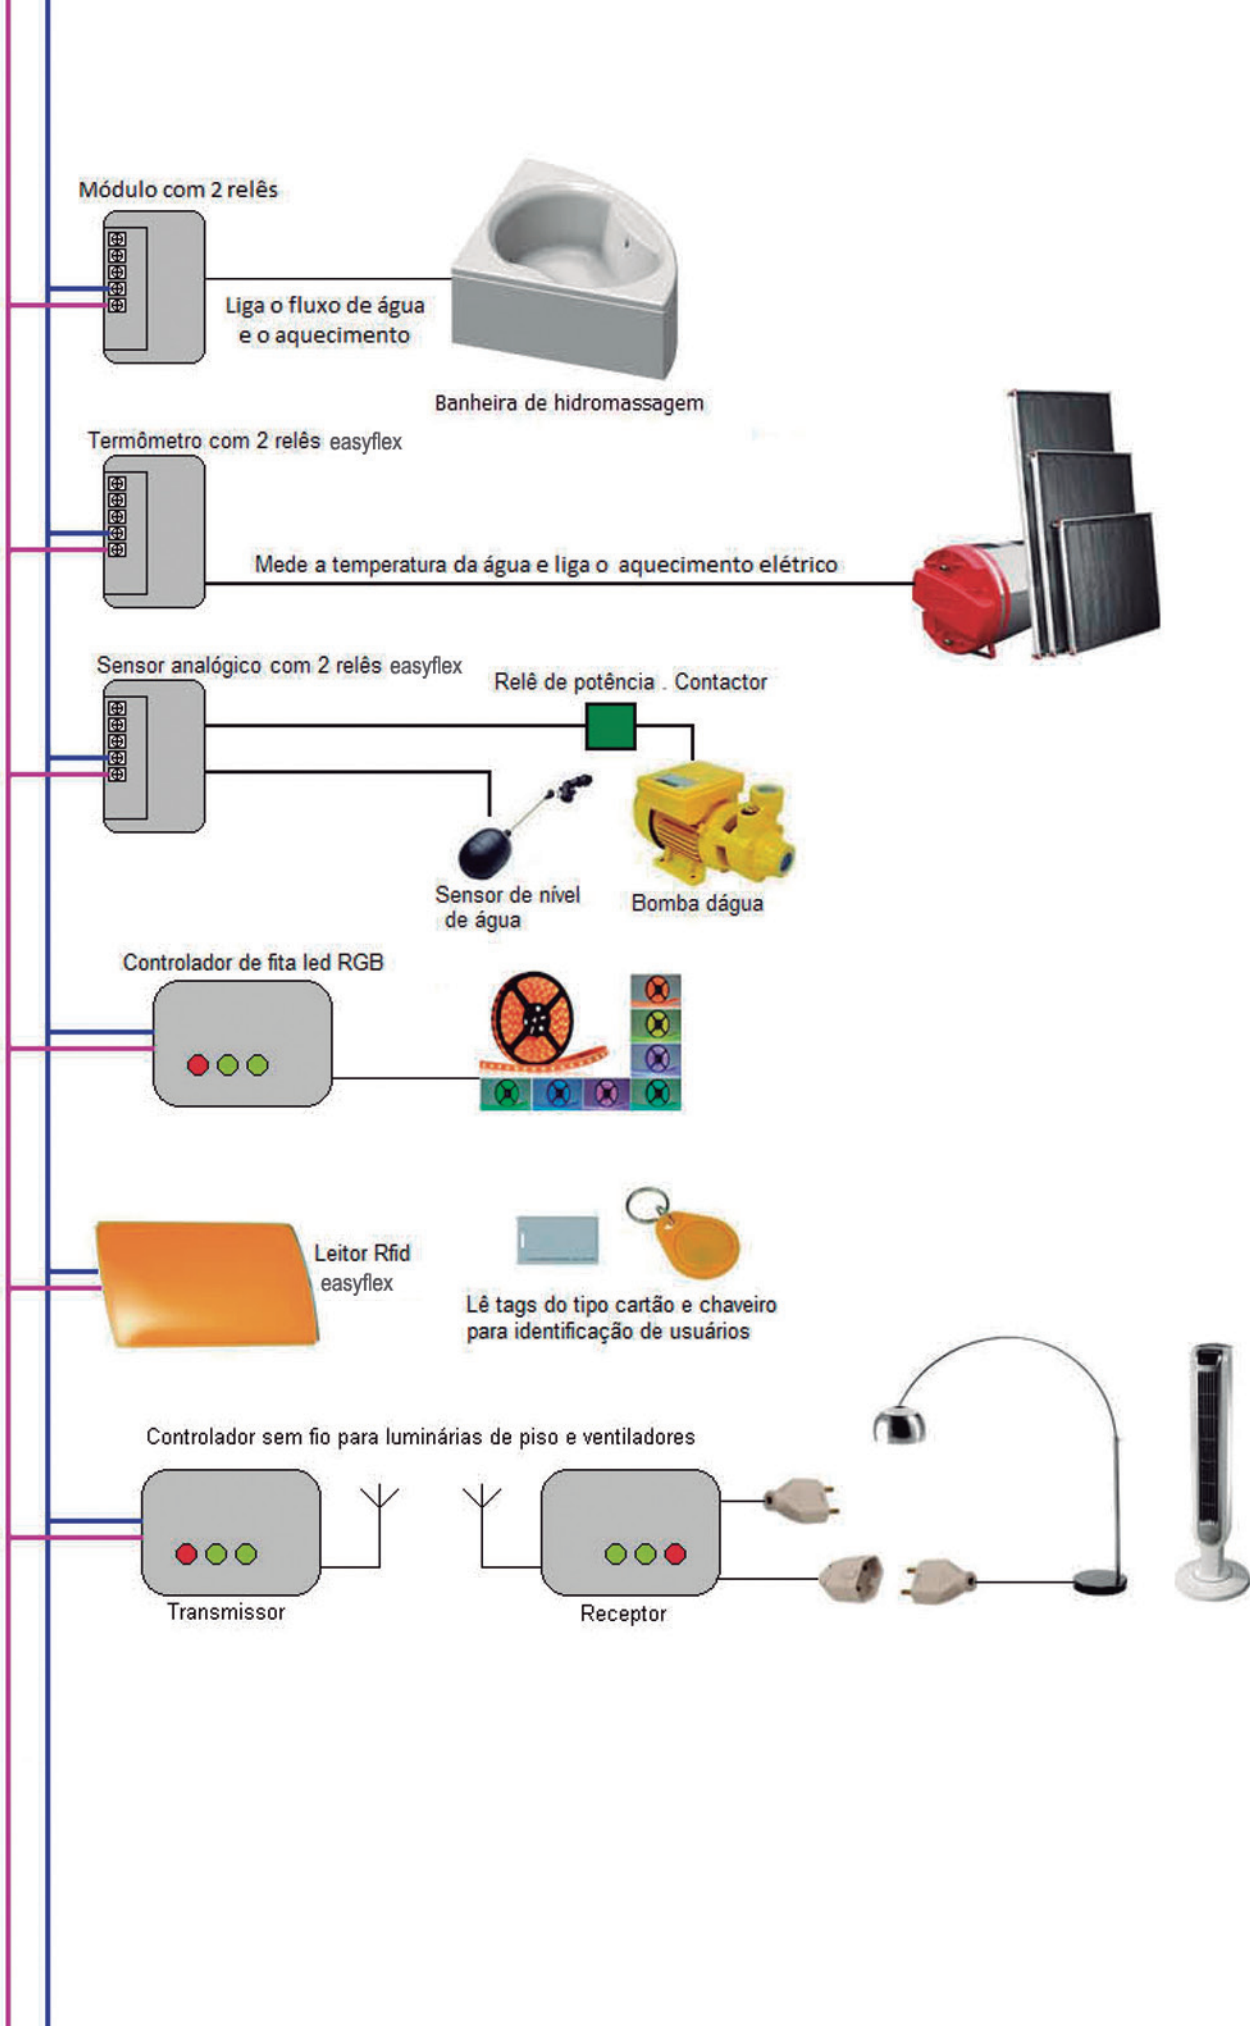 Módulo com 2 relês
Liga o fluxo de água
e o aquecimento
Banheira de hidromassagem
Termômetro com 2 relês easyflex
Mede a temperatura da água e liga o aquecimento elétrico
Sensor analógico com 2 relês easyflex
Relê de potência . Contactor
Sensor de nível
de água
Bomba dágua
Controlador de fita led RGB
Leitor Rfid
easyflex
Lê tags do tipo cartão e chaveiro
para identificação de usuários
Controlador sem fio para luminárias de piso e ventiladores
Transmissor
Receptor